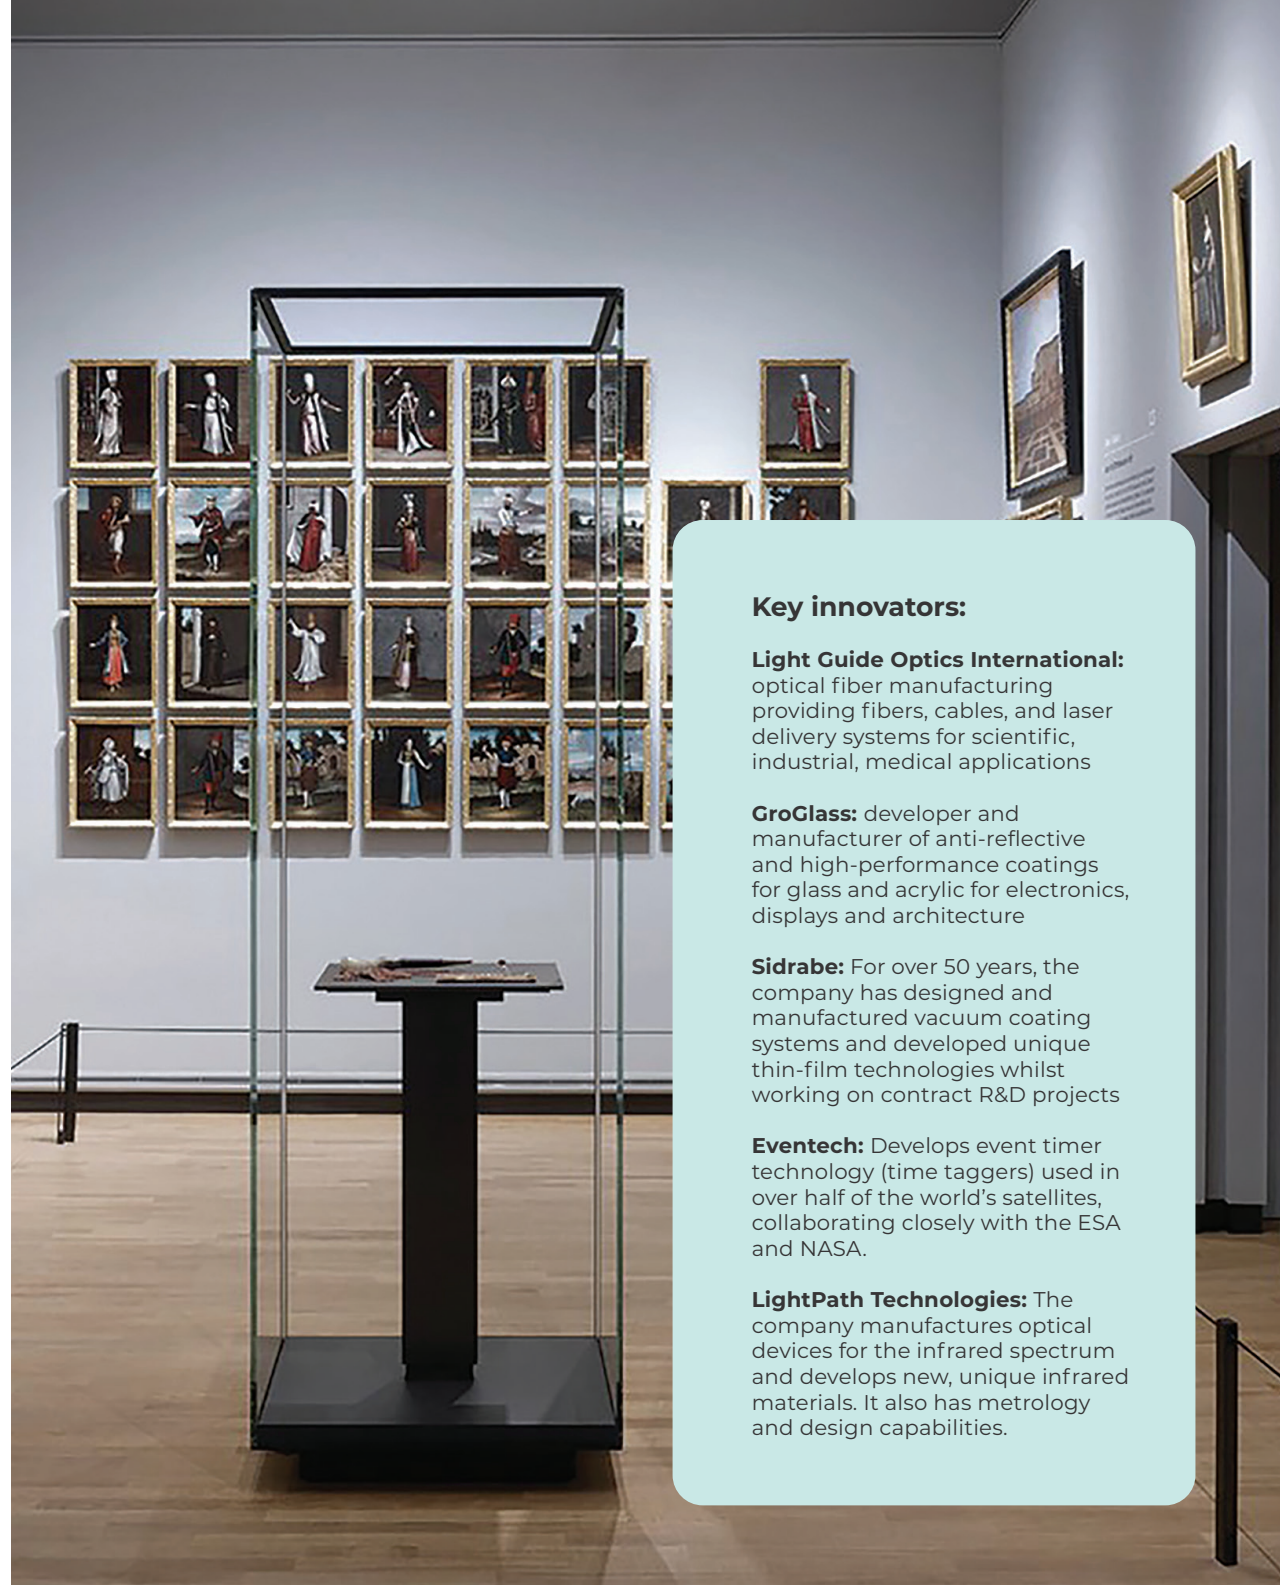 Key innovators:
Light Guide Optics International:
optical fiber manufacturing
providing fibers, cables, and laser
delivery systems for scientific,
industrial, medical applications
GroGlass: developer and
manufacturer of anti-reflective
and high-performance coatings
for glass and acrylic for electronics,
displays and architecture
Sidrabe: For over 50 years, the
company has designed and
manufactured vacuum coating
systems and developed unique
thin-film technologies whilst
working on contract R&D projects
Eventech: Develops event timer
technology (time taggers) used in
over half of the world’s satellites,
collaborating closely with the ESA
and NASA.
LightPath Technologies: The
company manufactures optical
devices for the infrared spectrum
and develops new, unique infrared
materials. It also has metrology
and design capabilities.